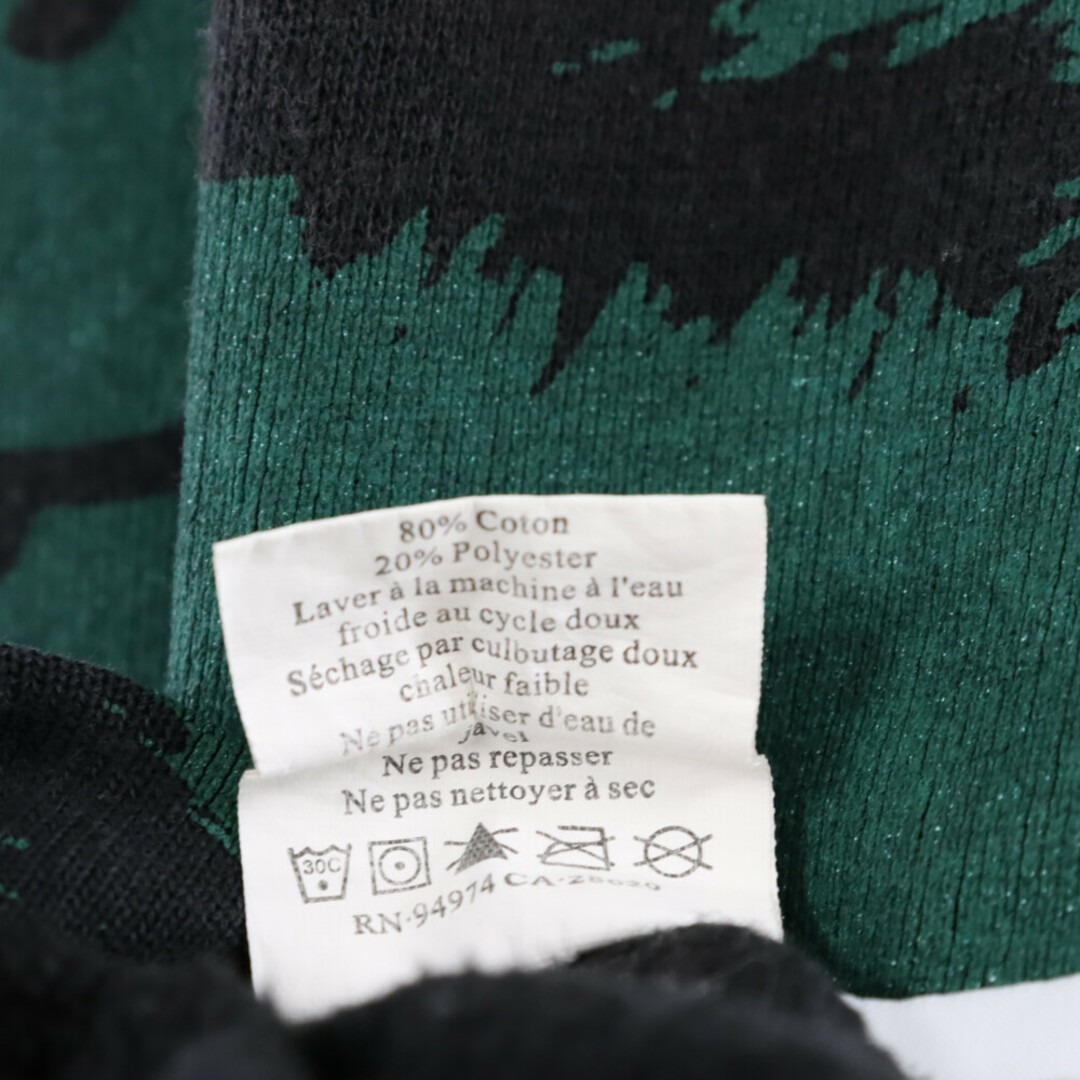 80% Coton
20% Polyester
Laver à la machine à l'eau
froide au cycle doux
Séchage par culbutage doux
chaleur faible
Ne pas utiliser d'eau de
javel
Ne pas repasser
Ne pas nettoyer à sec
30C
RN-94974 CA-